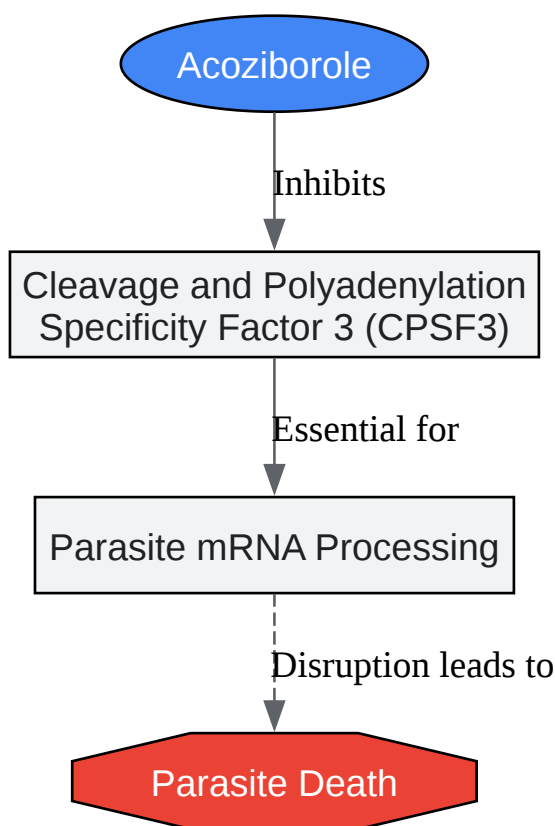 Acoziborole
Inhibits
Cleavage and Polyadenylation
Specificity Factor 3 (CPSF3)
Essential for
Parasite mRNA Processing
Disruption leads to
Parasite Death